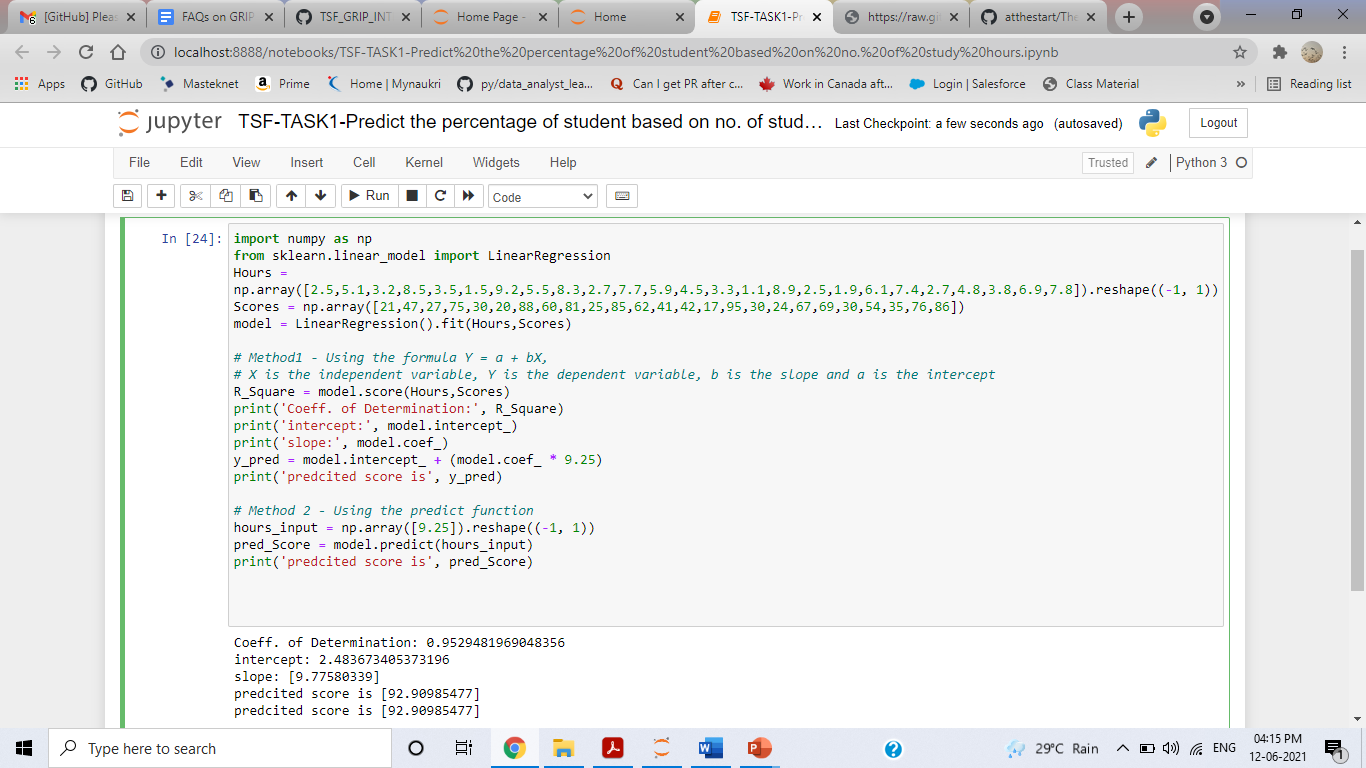 [GitHub] Pleas
FAQs on GRIP
TSF_GRIP_INT
Home Page -
Home
TSF-TASK1-Pr
https://raw.gi
atthestart/The
localhost:8888/notebooks/TSF-TASK1-Predict%20the%20percentage%20of%20student%20based%20on%20no.%20of%20study%20hours.ipynb
Apps
GitHub
Masteknet
Prime
Home | Mynaukri
py/data_analyst_lea...
Can I get PR after c...
Work in Canada aft...
Login | Salesforce
Class Material
»
Reading list
jupyter TSF-TASK1-Predict the percentage of student based on no. of stud... Last Checkpoint: a few seconds ago (autosaved)
Logout
File Edit View Insert Cell Kernel Widgets Help
Trusted
Python 3
Run
Code
In [24]:
import numpy as np
from sklearn.linear_model import LinearRegression
Hours =
np.array([2.5,5.1,3.2,8.5,3.5,1.5,9.2,5.5,8.3,2.7,7.7,5.9,4.5,3.3,1.1,8.9,2.5,1.9,6.1,7.4,2.7,4.8,3.8,6.9,7.8]).reshape((-1, 1))
Scores = np.array([21,47,27,75,30,20,88,60,81,25,85,62,41,42,17,95,30,24,67,69,30,54,35,76,86])
model = LinearRegression().fit(Hours,Scores)
# Method1 - Using the formula Y = a + bX,
# X is the independent variable, Y is the dependent variable, b is the slope and a is the intercept
R_Square = model.score(Hours,Scores)
print('Coeff. of Determination:', R_Square)
print('intercept:', model.intercept_)
print('slope:', model.coef_)
y_pred = model.intercept_ + (model.coef_ * 9.25)
print('predcited score is', y_pred)
# Method 2 - Using the predict function
hours_input = np.array([9.25]).reshape((-1, 1))
pred_Score = model.predict(hours_input)
print('predcited score is', pred_Score)
Coeff. of Determination: 0.9529481969048356
intercept: 2.483673405373196
slope: [9.77580339]
predcited score is [92.90985477]
predcited score is [92.90985477]
Type here to search
29°C Rain
ENG
04:15 PM
12-06-2021
1